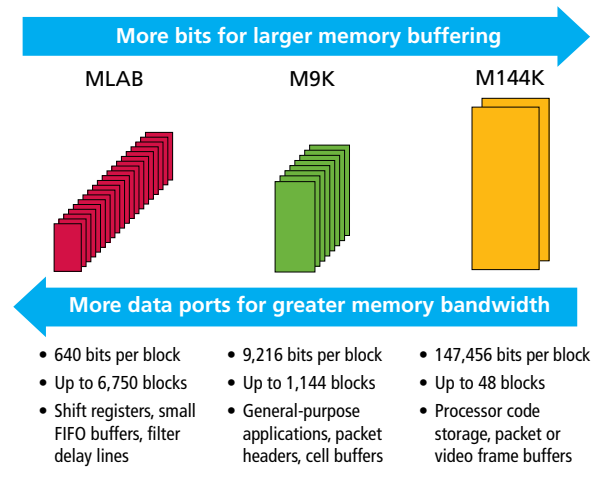 More bits for larger memory buffering
MLAB
M9K
M144K
More data ports for greater memory bandwidth
• 640 bits per block
• Up to 6,750 blocks
• Shift registers, small
FIFO buffers, filter
delay lines
• 9,216 bits per block
• Up to 1,144 blocks
• General-purpose
applications, packet
headers, cell buffers
• 147,456 bits per block
• Up to 48 blocks
• Processor code
storage, packet or
video frame buffers